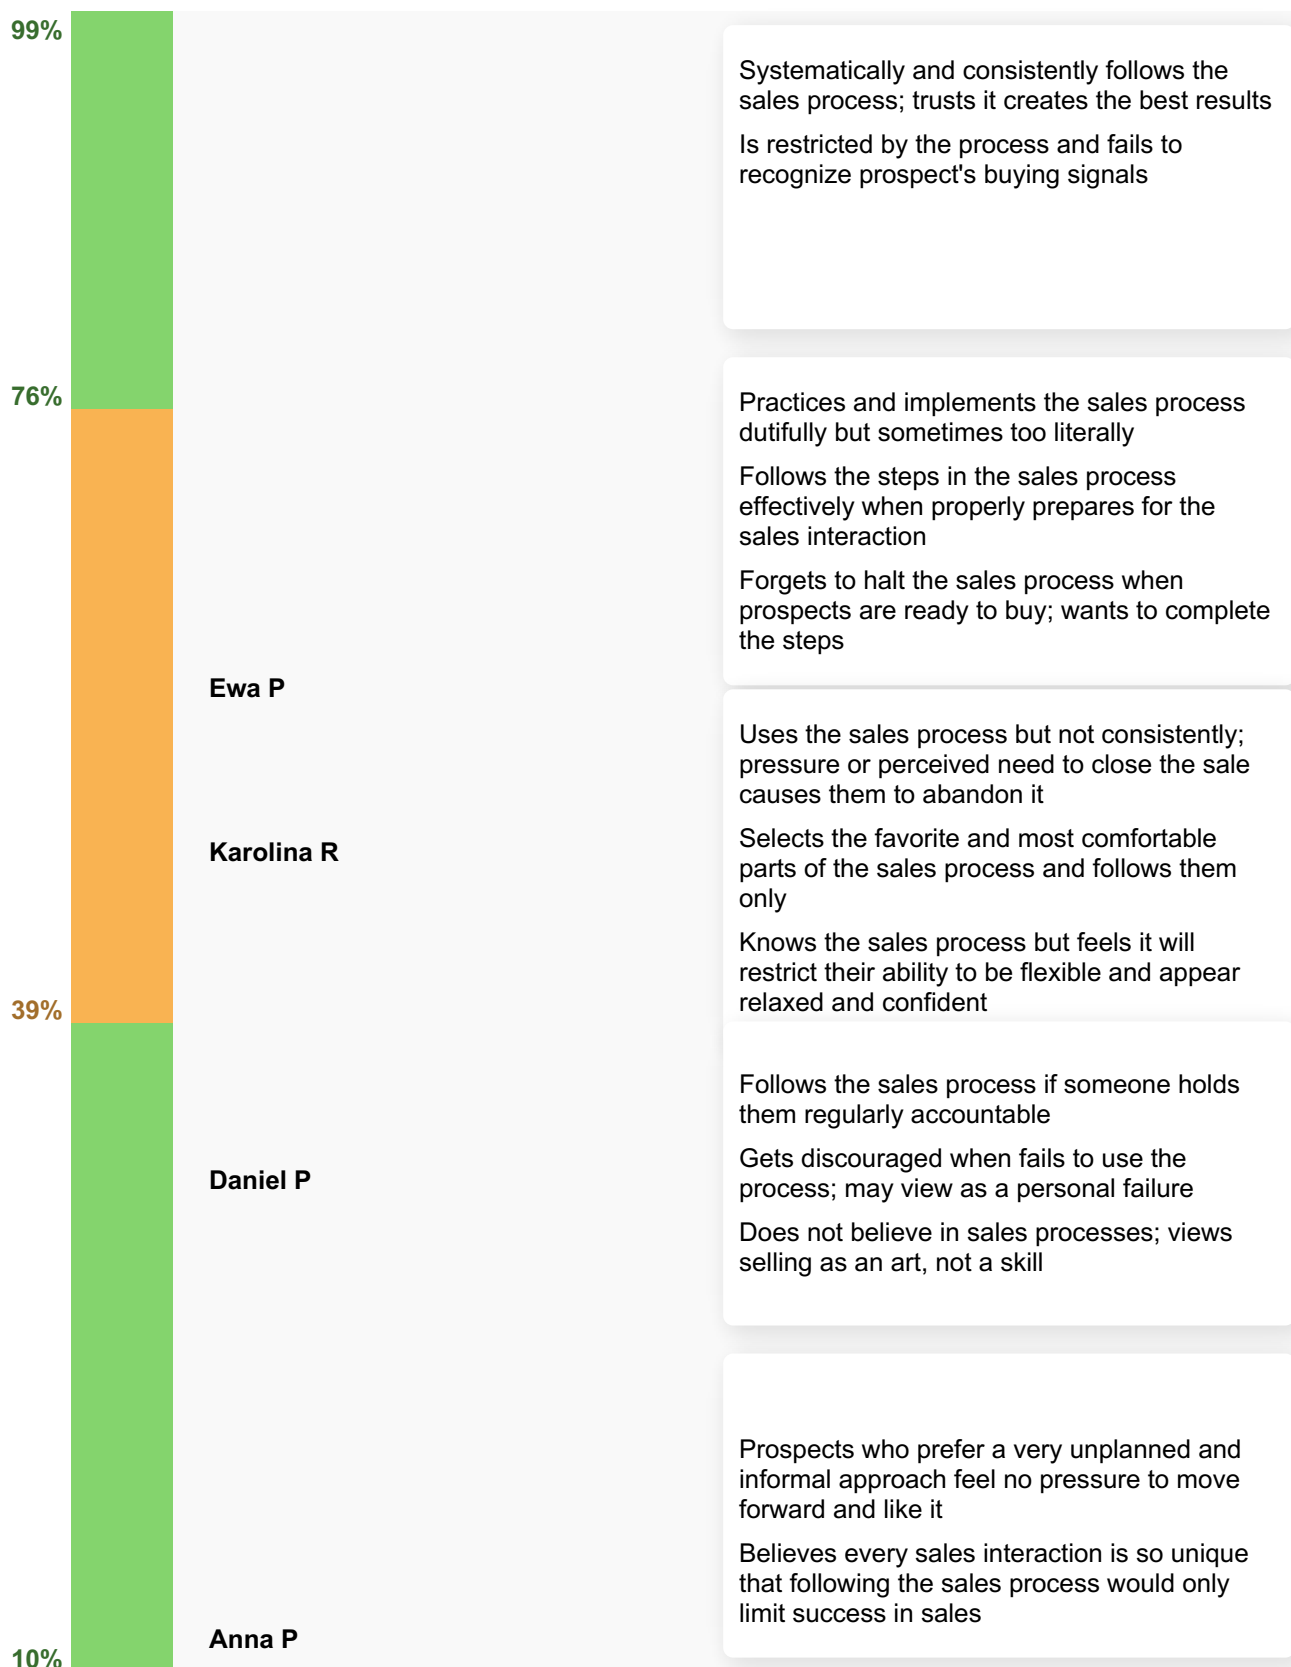 99%
Systematically and consistently follows the
sales process; trusts it creates the best results
Is restricted by the process and fails to
recognize prospect's buying signals
76%
Practices and implements the sales process
dutifully but sometimes too literally
Follows the steps in the sales process
effectively when properly prepares for the
sales interaction
Forgets to halt the sales process when
prospects are ready to buy; wants to complete
the steps
Ewa P
Uses the sales process but not consistently;
pressure or perceived need to close the sale
causes them to abandon it
Karolina R
Selects the favorite and most comfortable
parts of the sales process and follows them
only
Knows the sales process but feels it will
restrict their ability to be flexible and appear
relaxed and confident
39%
Follows the sales process if someone holds
them regularly accountable
Daniel P
Gets discouraged when fails to use the
process; may view as a personal failure
Does not believe in sales processes; views
selling as an art, not a skill
Prospects who prefer a very unplanned and
informal approach feel no pressure to move
forward and like it
Believes every sales interaction is so unique
that following the sales process would only
limit success in sales
Anna P
10%